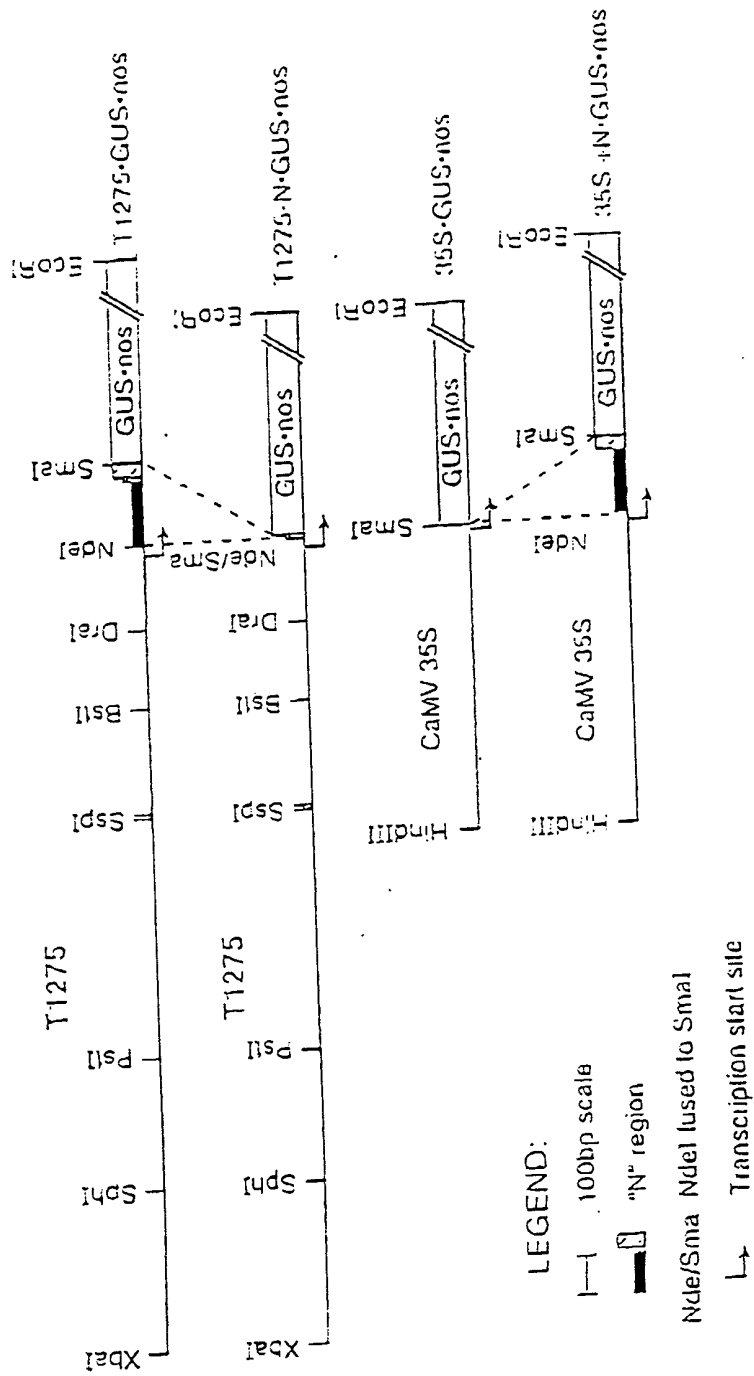 XbaI
SphI
PstI
T1275
SspI
BstI
DraI
NdeI
SmaI
GUS•nos
EcoRI
T1275•GUS•nos
XbaI
SphI
PstI
T1275
SspI
BstI
DraI
Nde/Sma
GUS•nos
EcoRI
T1275-N•GUS•nos
HindIII
CaMV 35S
SmaI
GUS•nos
EcoRI
35S•GUS•nos
HindIII
CaMV 35S
NdeI
SmaI
GUS•nos
EcoRI
35S+N•GUS•nos
LEGEND:
100bp scale
"N" region
Nde/Sma NdeI fused to SmaI
Transcription start site